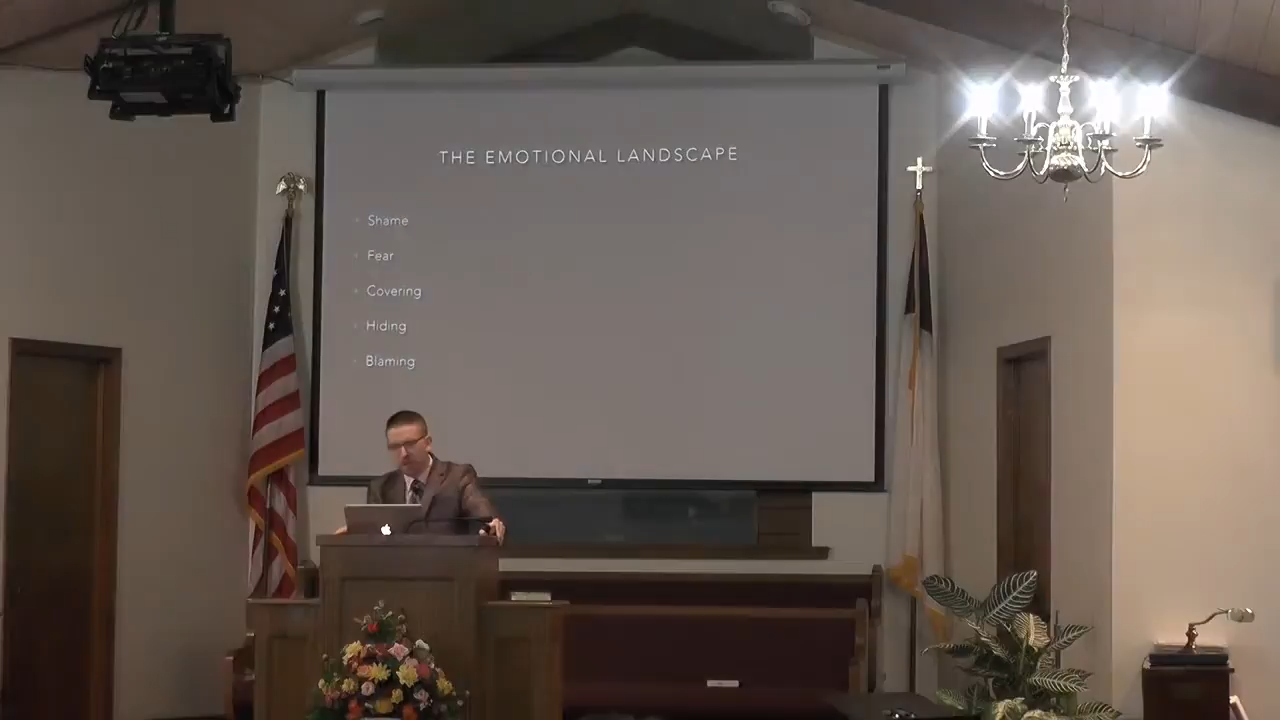 THE EMOTIONAL LANDSCAPE
Shame
Fear
Covering
Hiding
Blaming